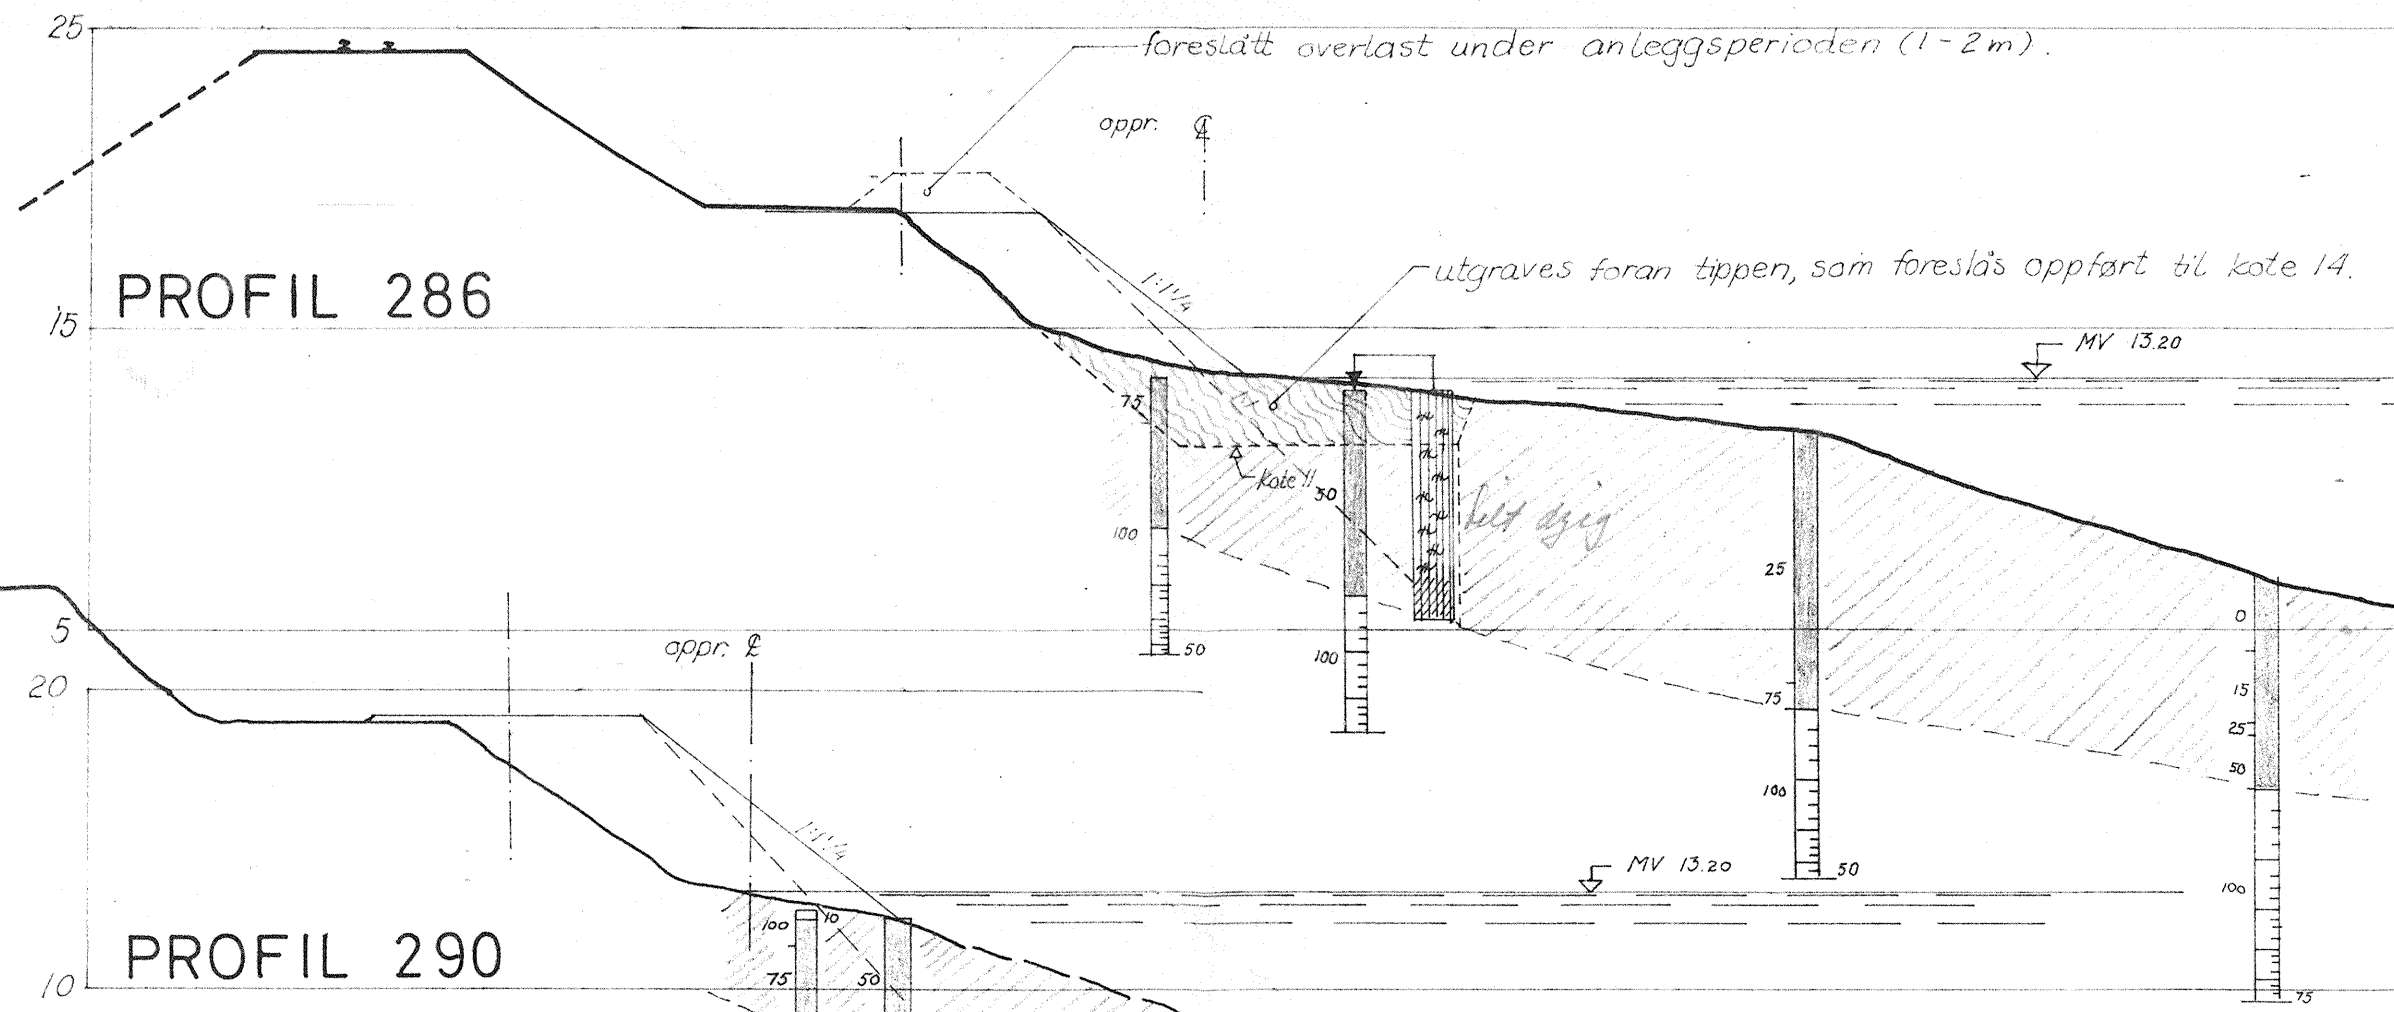 25
foreslått overlast under anleggsperioden (1-2m).
oppr. ℄
PROFIL 286
1:1¼
utgraves foran tippen, som foreslås oppført til kote 14.
15
MV 13.20
75
kote 11
50
100
25
0
5
50
100
75
15
25
50
100
50
100
75
oppr. ℄
20
1:1¼
MV 13.20
100
10
PROFIL 290
75
50
10